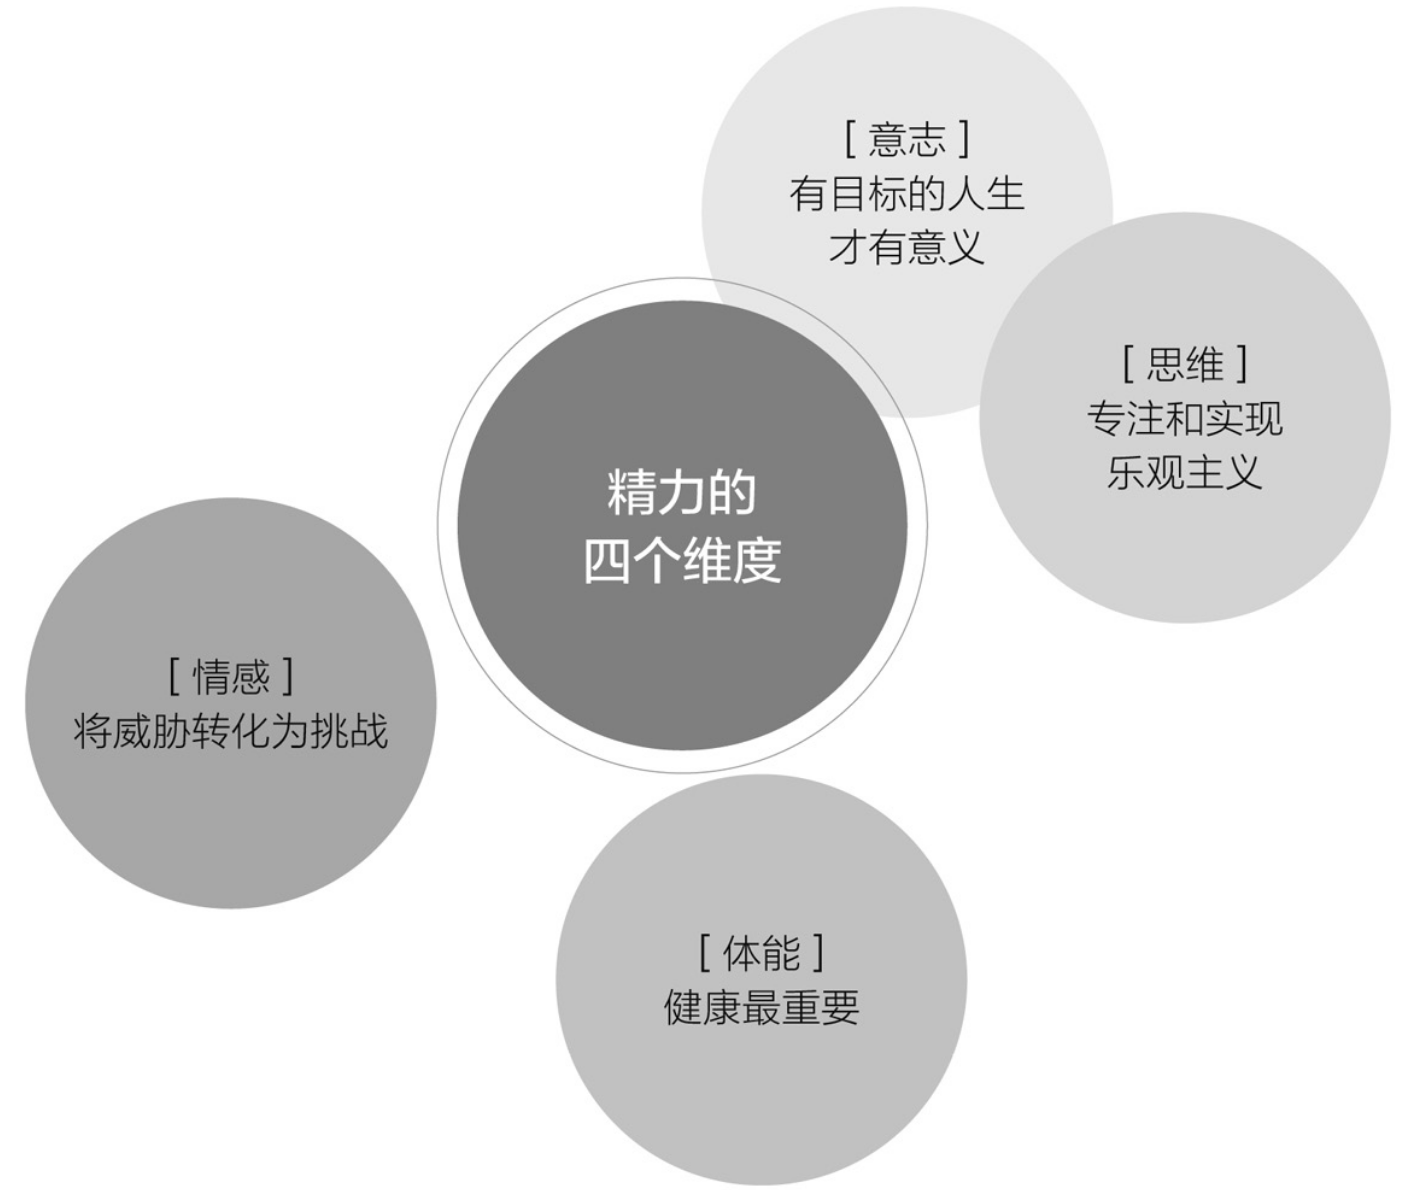 [ 意志 ]
有目标的人生
才有意义
[ 思维 ]
专注和实现
乐观主义
精力的
四个维度
[ 情感 ]
将威胁转化为挑战
[ 体能 ]
健康最重要